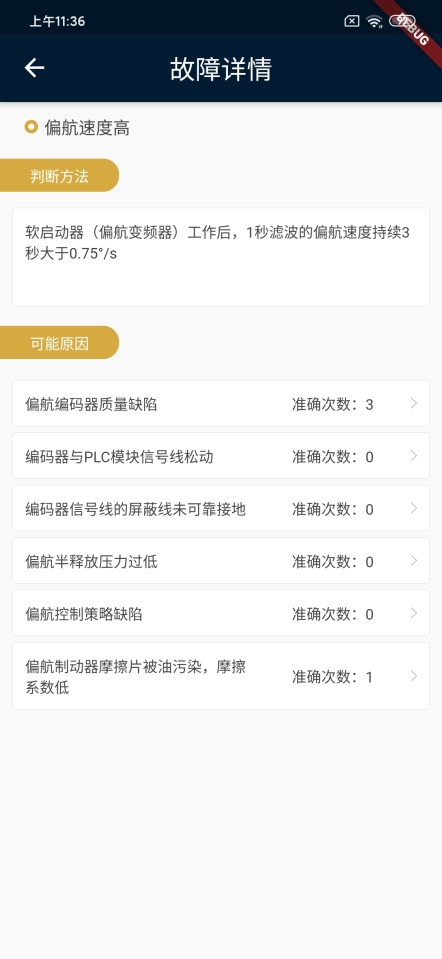 上午11:36
DEBUG
故障详情
偏航速度高
判断方法
软启动器（偏航变频器）工作后，1秒滤波的偏航速度持续3
秒大于0.75°/s
可能原因
偏航编码器质量缺陷 准确次数：3
编码器与PLC模块信号线松动 准确次数：0
编码器信号线的屏蔽线未可靠接地 准确次数：0
偏航半释放压力过低 准确次数：0
偏航控制策略缺陷 准确次数：0
偏航制动器摩擦片被油污染，摩擦
系数低 准确次数：1